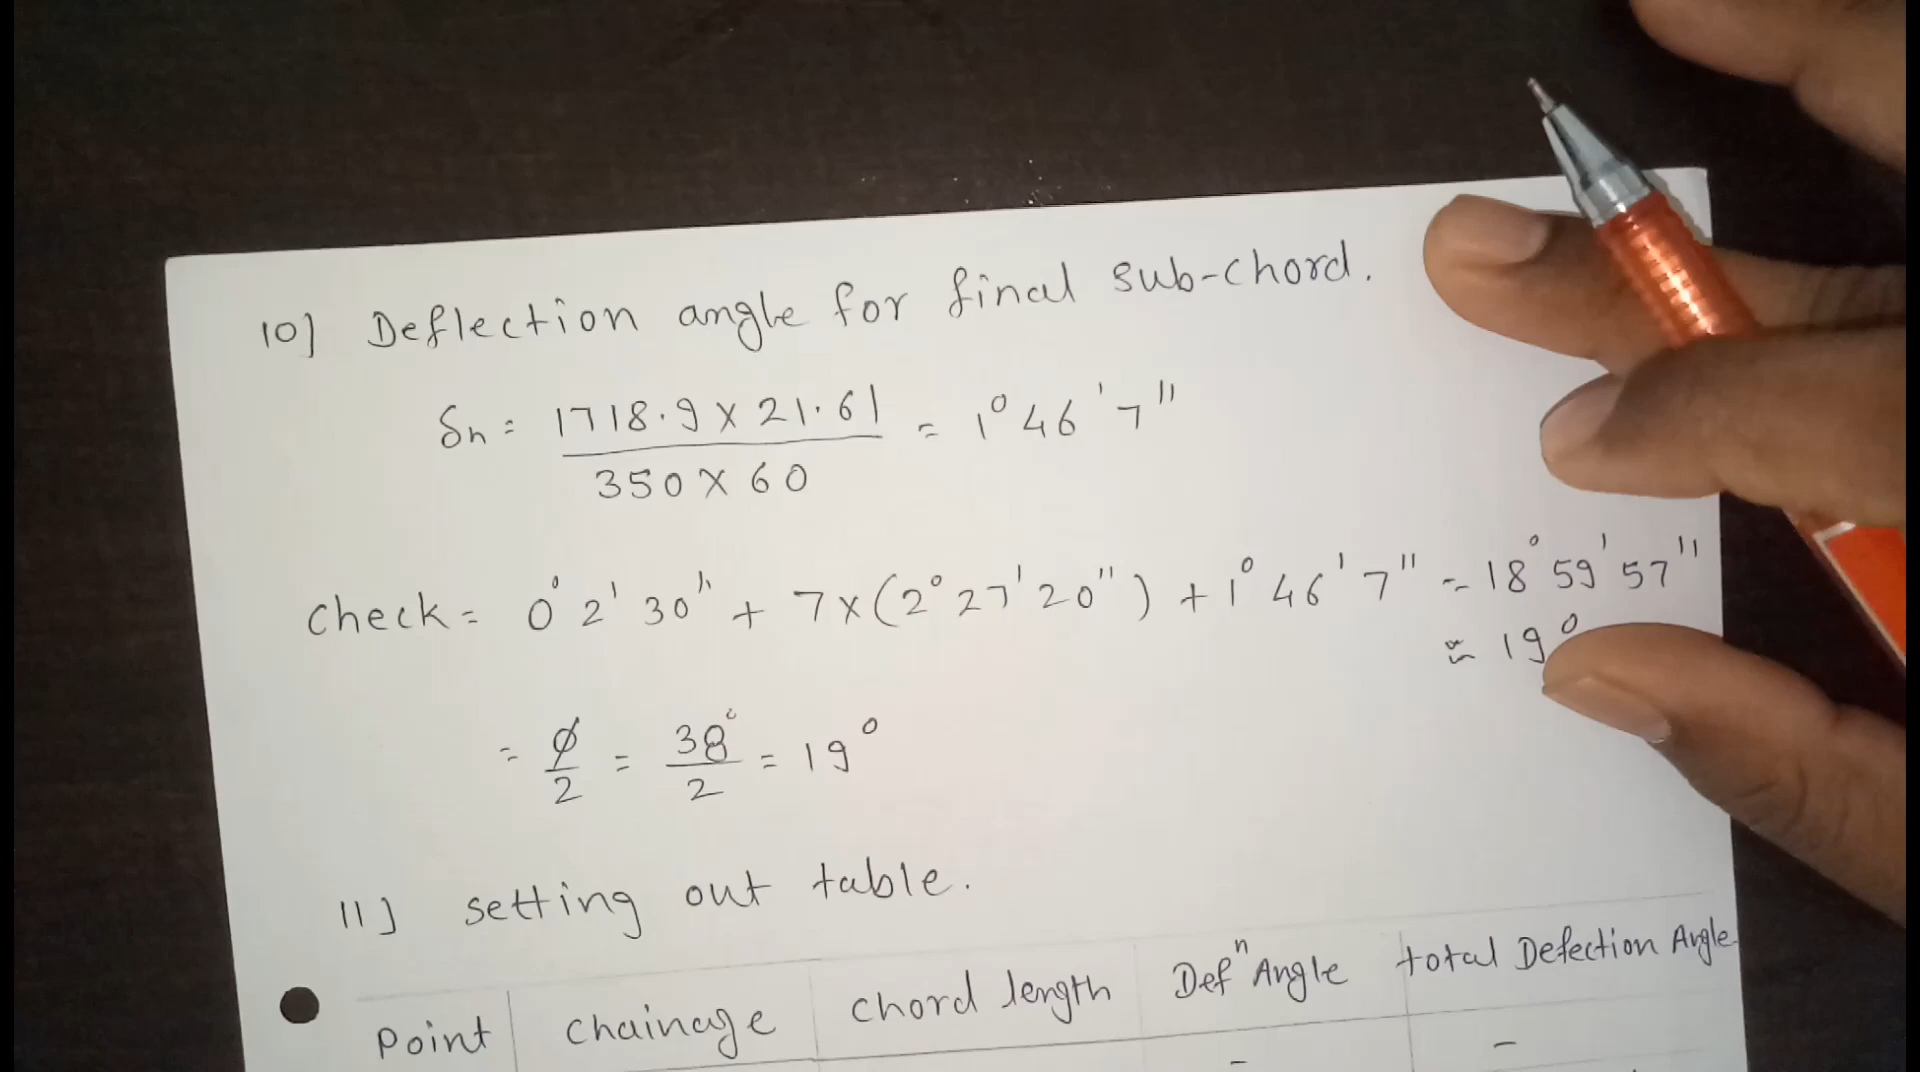 10] Deflection angle for final sub-chord.
δn = 1718.9 x 21.61 / 350 x 60 = 1° 46' 7"
Check = 0° 2' 30" + 7x(2° 27' 20") + 1° 46' 7" = 18° 59' 57"
≈ 19°
= ϕ/2 = 38°/2 = 19°
11] setting out table.
Point chainage chord length Defⁿ Angle total Defection Angle
- -